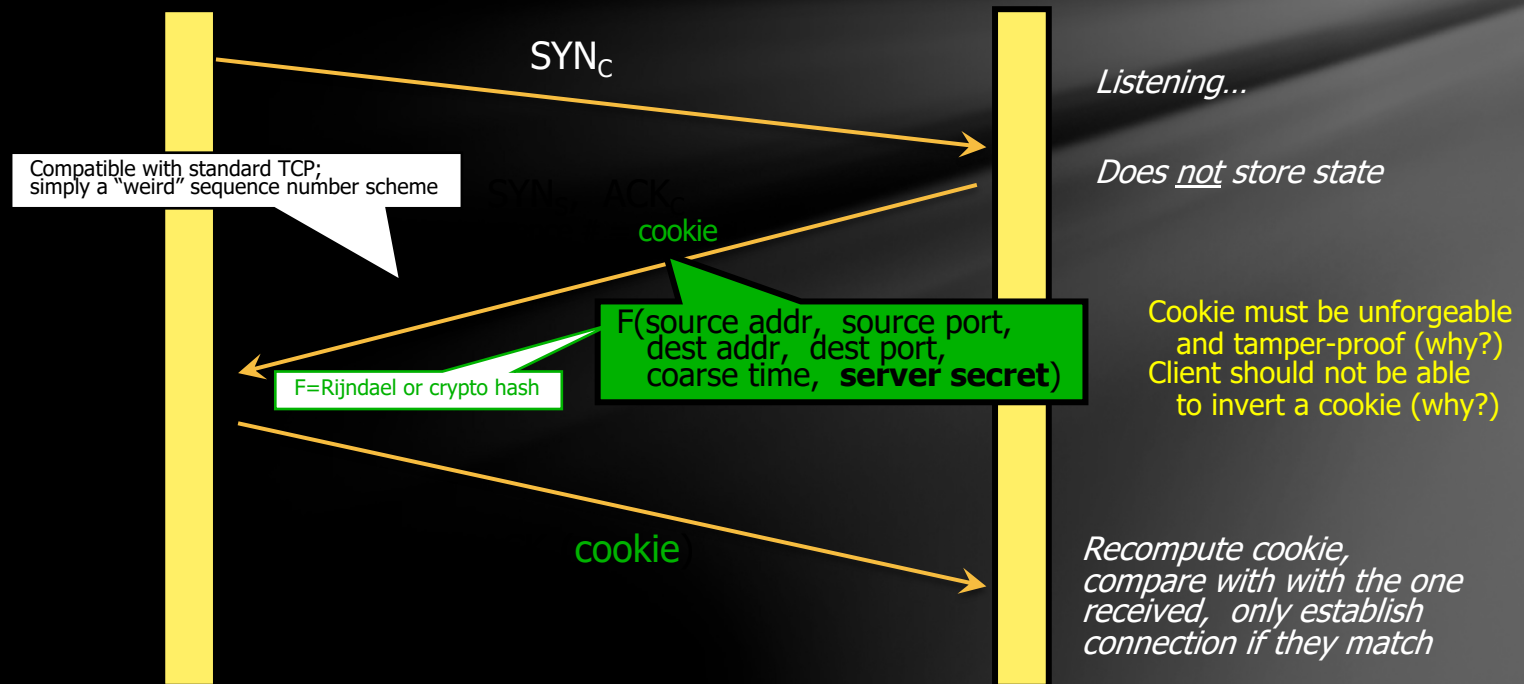 SYNC
Listening...
Compatible with standard TCP;
simply a “weird” sequence number scheme
Does not store state
SYNS, ACKC
cookie
F(source addr, source port,
dest addr, dest port,
coarse time, server secret)
F=Rijndael or crypto hash
Cookie must be unforgeable
and tamper-proof (why?)
Client should not be able
to invert a cookie (why?)
cookie)
Recompute cookie,
compare with with the one
received, only establish
connection if they match